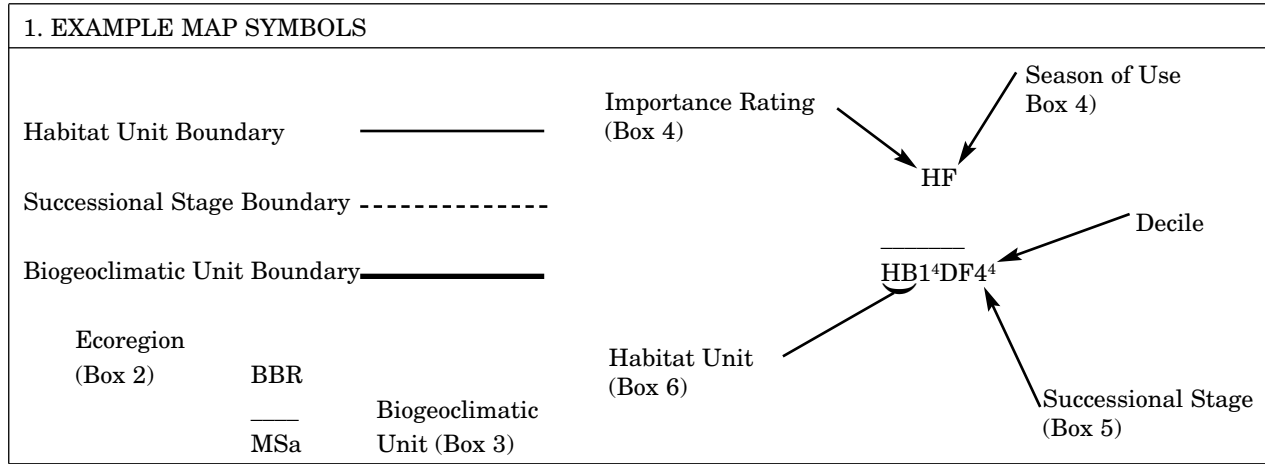 1. EXAMPLE MAP SYMBOLS
Habitat Unit Boundary
Successional Stage Boundary
Biogeoclimatic Unit Boundary
Ecoregion
(Box 2)
BBR
____
MSa
Biogeoclimatic
Unit (Box 3)
Importance Rating
(Box 4)
Season of Use
Box 4)
HF
_______
HB1⁴DF4⁴
Decile
Habitat Unit
(Box 6)
Successional Stage
(Box 5)